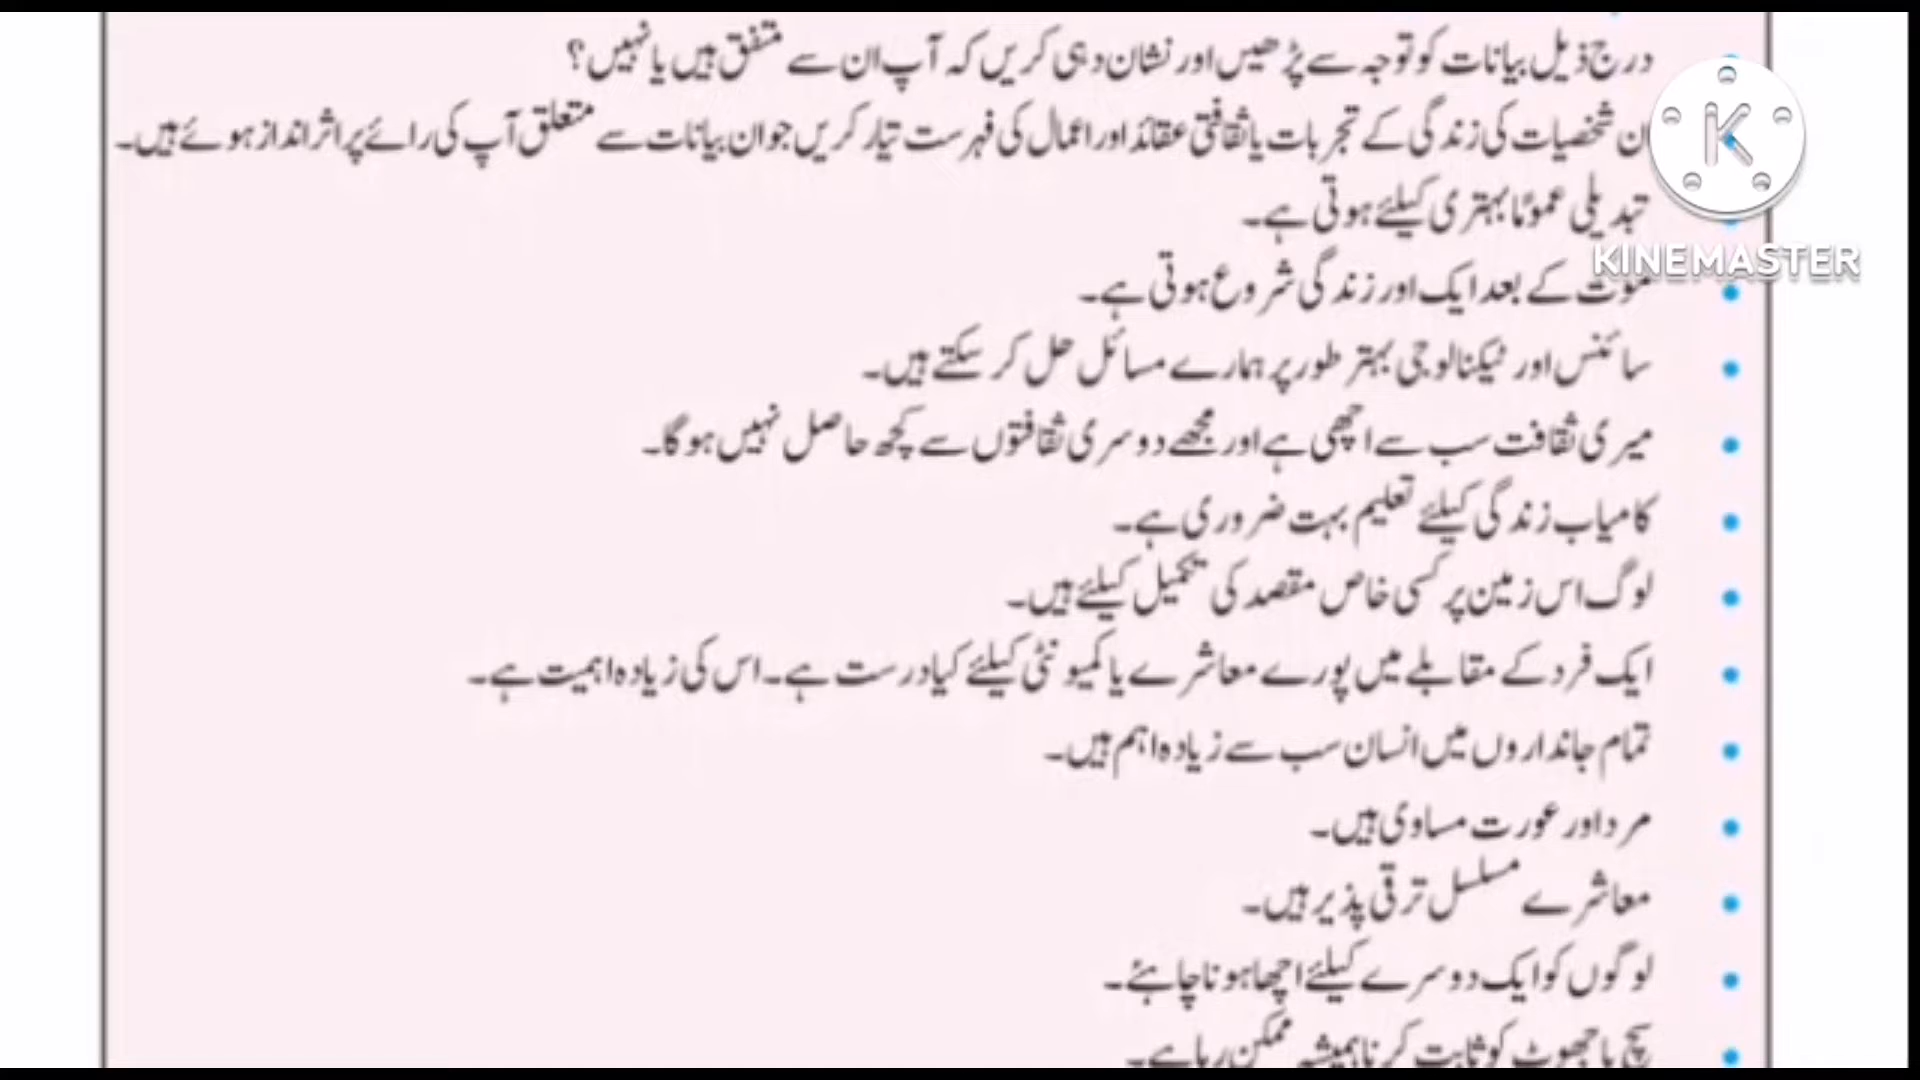 درج ذیل بیانات کو توجہ سے پڑھیں اور نشان دہی کریں کہ آپ ان سے متفق ہیں یا نہیں؟
ان شخصیات کی زندگی کے تجربات یا ثقافتی عقائد اور اعمال کی فہرست تیار کریں جو ان بیانات سے متعلق آپ کی رائے پر اثر انداز ہوئے ہیں۔
تبدیلی عموماً بہتری کیلئے ہوتی ہے۔
KINEMASTER
موت کے بعد ایک اور زندگی شروع ہوتی ہے۔
سائنس اور ٹیکنالوجی بہتر طور پر ہمارے مسائل حل کر سکتے ہیں۔
میری ثقافت سب سے اچھی ہے اور مجھے دوسری ثقافتوں سے کچھ حاصل نہیں ہوگا۔
کامیاب زندگی کیلئے تعلیم بہت ضروری ہے۔
لوگ اس زمین پر کسی خاص مقصد کی تکمیل کیلئے ہیں۔
ایک فرد کے مقابلے میں پورے معاشرے یا کمیونٹی کیلئے کیا درست ہے۔ اس کی زیادہ اہمیت ہے۔
تمام جانداروں میں انسان سب سے زیادہ اہم ہیں۔
مرد اور عورت مساوی ہیں۔
معاشرے مسلسل ترقی پذیر ہیں۔
لوگوں کو ایک دوسرے کیلئے اچھا ہونا چاہئے۔
سچ یا جھوٹ کو ثابت کرنا ہمیشہ ممکن رہا ہے۔